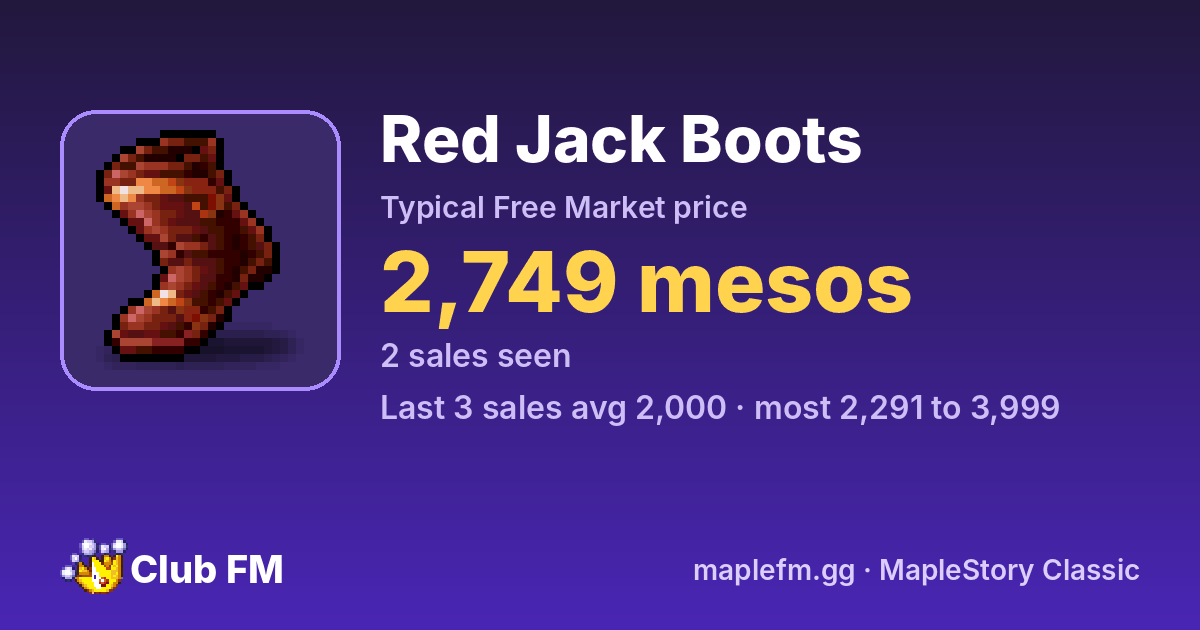 Red Jack Boots
Typical Free Market price
2,749 mesos
2 sales seen
Last 3 sales avg 2,000 · most 2,291 to 3,999
Club FM
maplefm.gg · MapleStory Classic